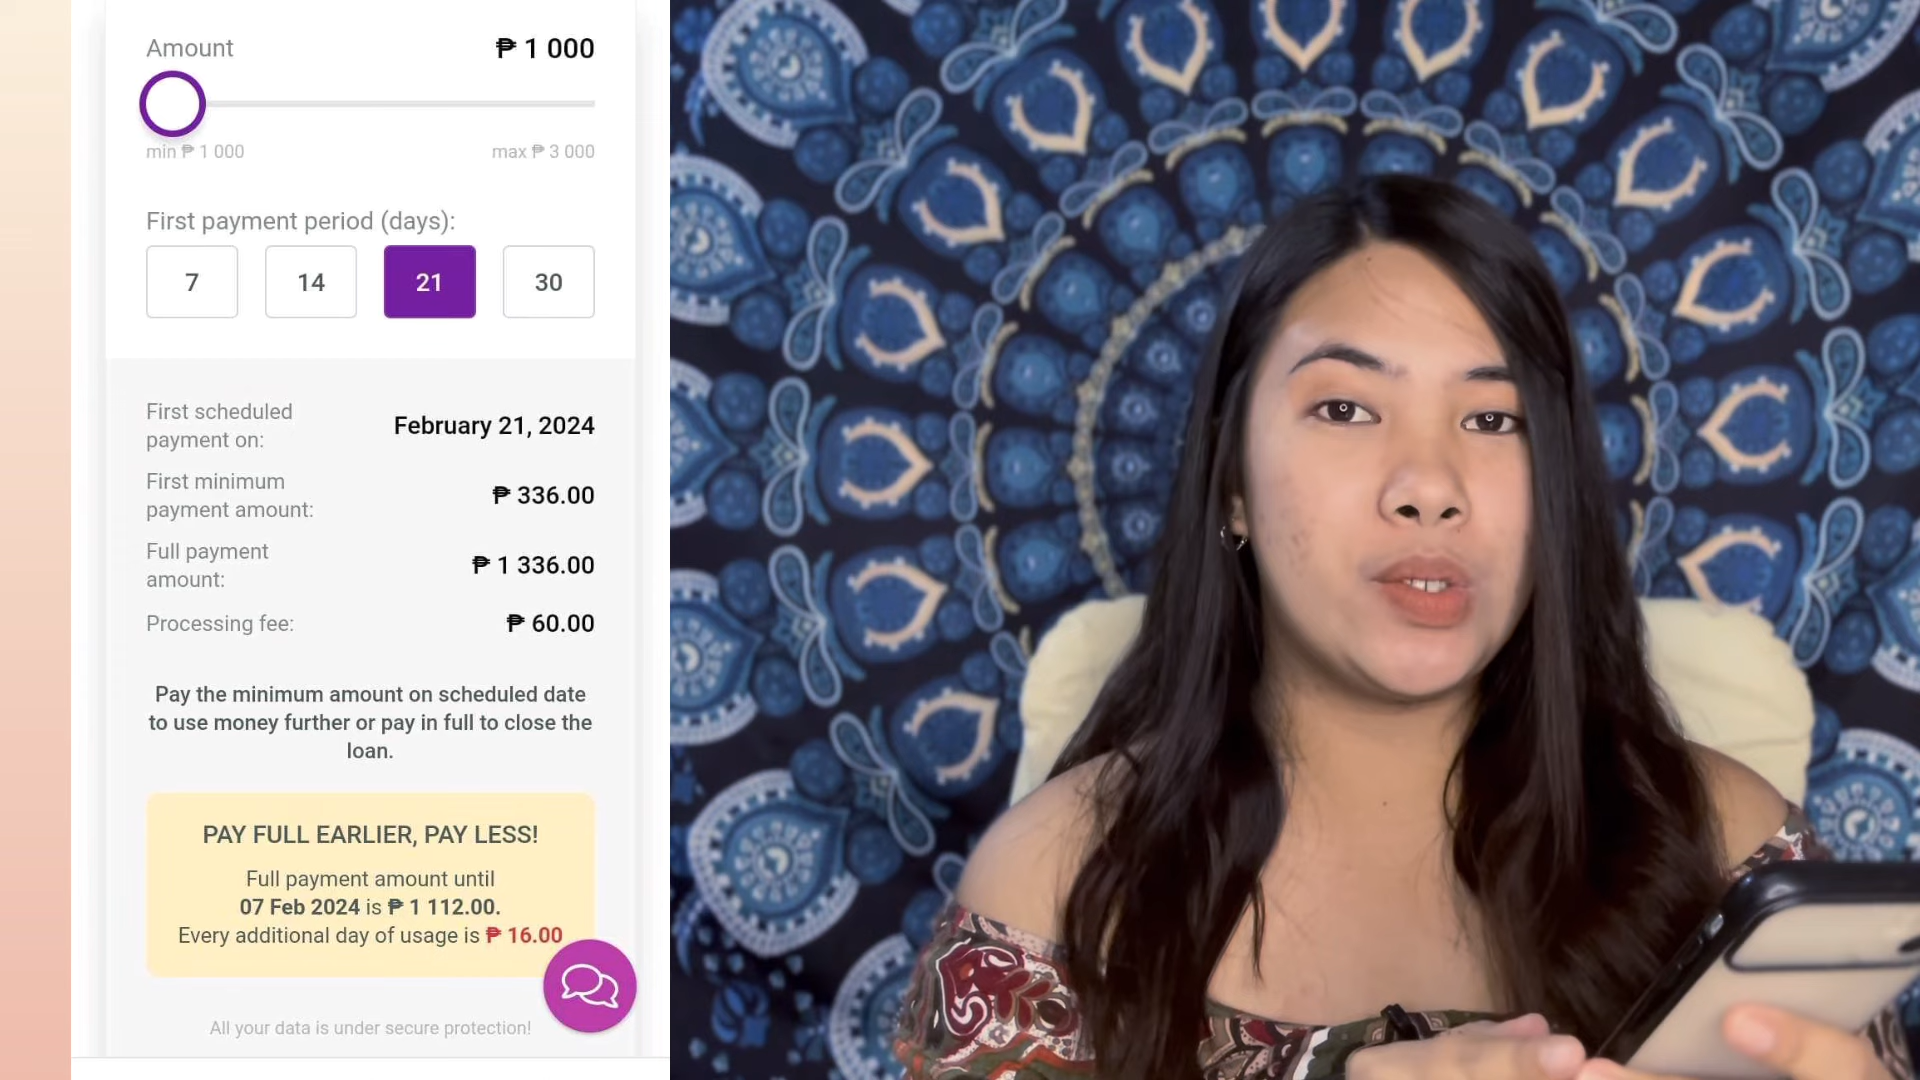 Amount ₱ 1 000
min ₱ 1 000 max ₱ 3 000
First payment period (days):
7 14 21 30
First scheduled
payment on: February 21, 2024
First minimum
payment amount: ₱ 336.00
Full payment
amount: ₱ 1 336.00
Processing fee: ₱ 60.00
Pay the minimum amount on scheduled date
to use money further or pay in full to close the
loan.
PAY FULL EARLIER, PAY LESS!
Full payment amount until
07 Feb 2024 is ₱ 1 112.00.
Every additional day of usage is ₱ 16.00
All your data is under secure protection!